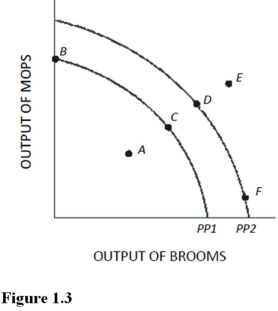 OUTPUT OF MOPS
B
E
D
C
A
F
PP1 PP2
OUTPUT OF BROOMS
Figure 1.3